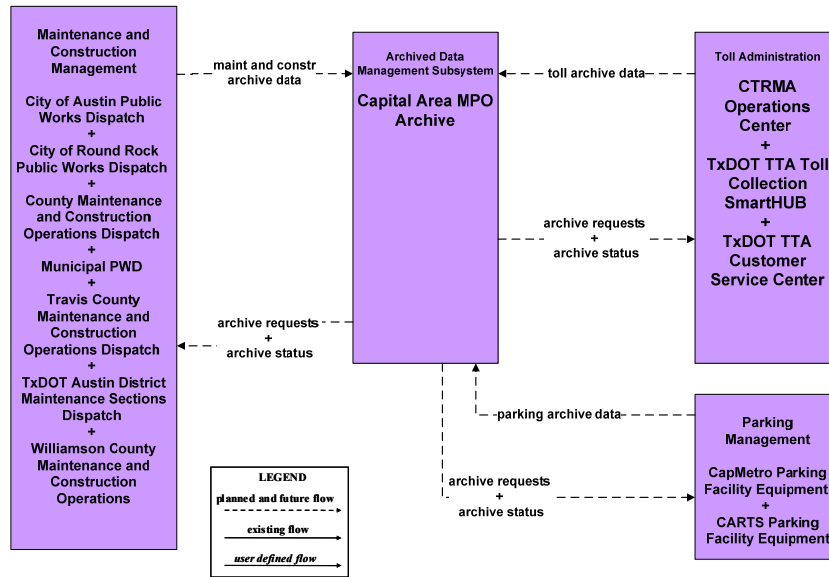 Maintenance and
Construction
Management
City of Austin Public
Works Dispatch
+
City of Round Rock
Public Works Dispatch
+
County Maintenance
and Construction
Operations Dispatch
+
Municipal PWD
+
Travis County
Maintenance and
Construction
Operations Dispatch
+
TxDOT Austin District
Maintenance Sections
Dispatch
+
Williamson County
Maintenance and
Construction
Operations
maint and constr
archive data
archive requests
+
archive status
Archived Data
Management Subsystem
Capital Area MPO
Archive
toll archive data
archive requests
+
archive status
parking archive data
archive requests
+
archive status
Toll Administration
CTRMA
Operations
Center
+
TxDOT TTA Toll
Collection
SmartHUB
+
TxDOT TTA
Customer
Service Center
Parking
Management
CapMetro Parking
Facility Equipment
+
CARTS Parking
Facility Equipment
LEGEND
planned and future flow
existing flow
user defined flow